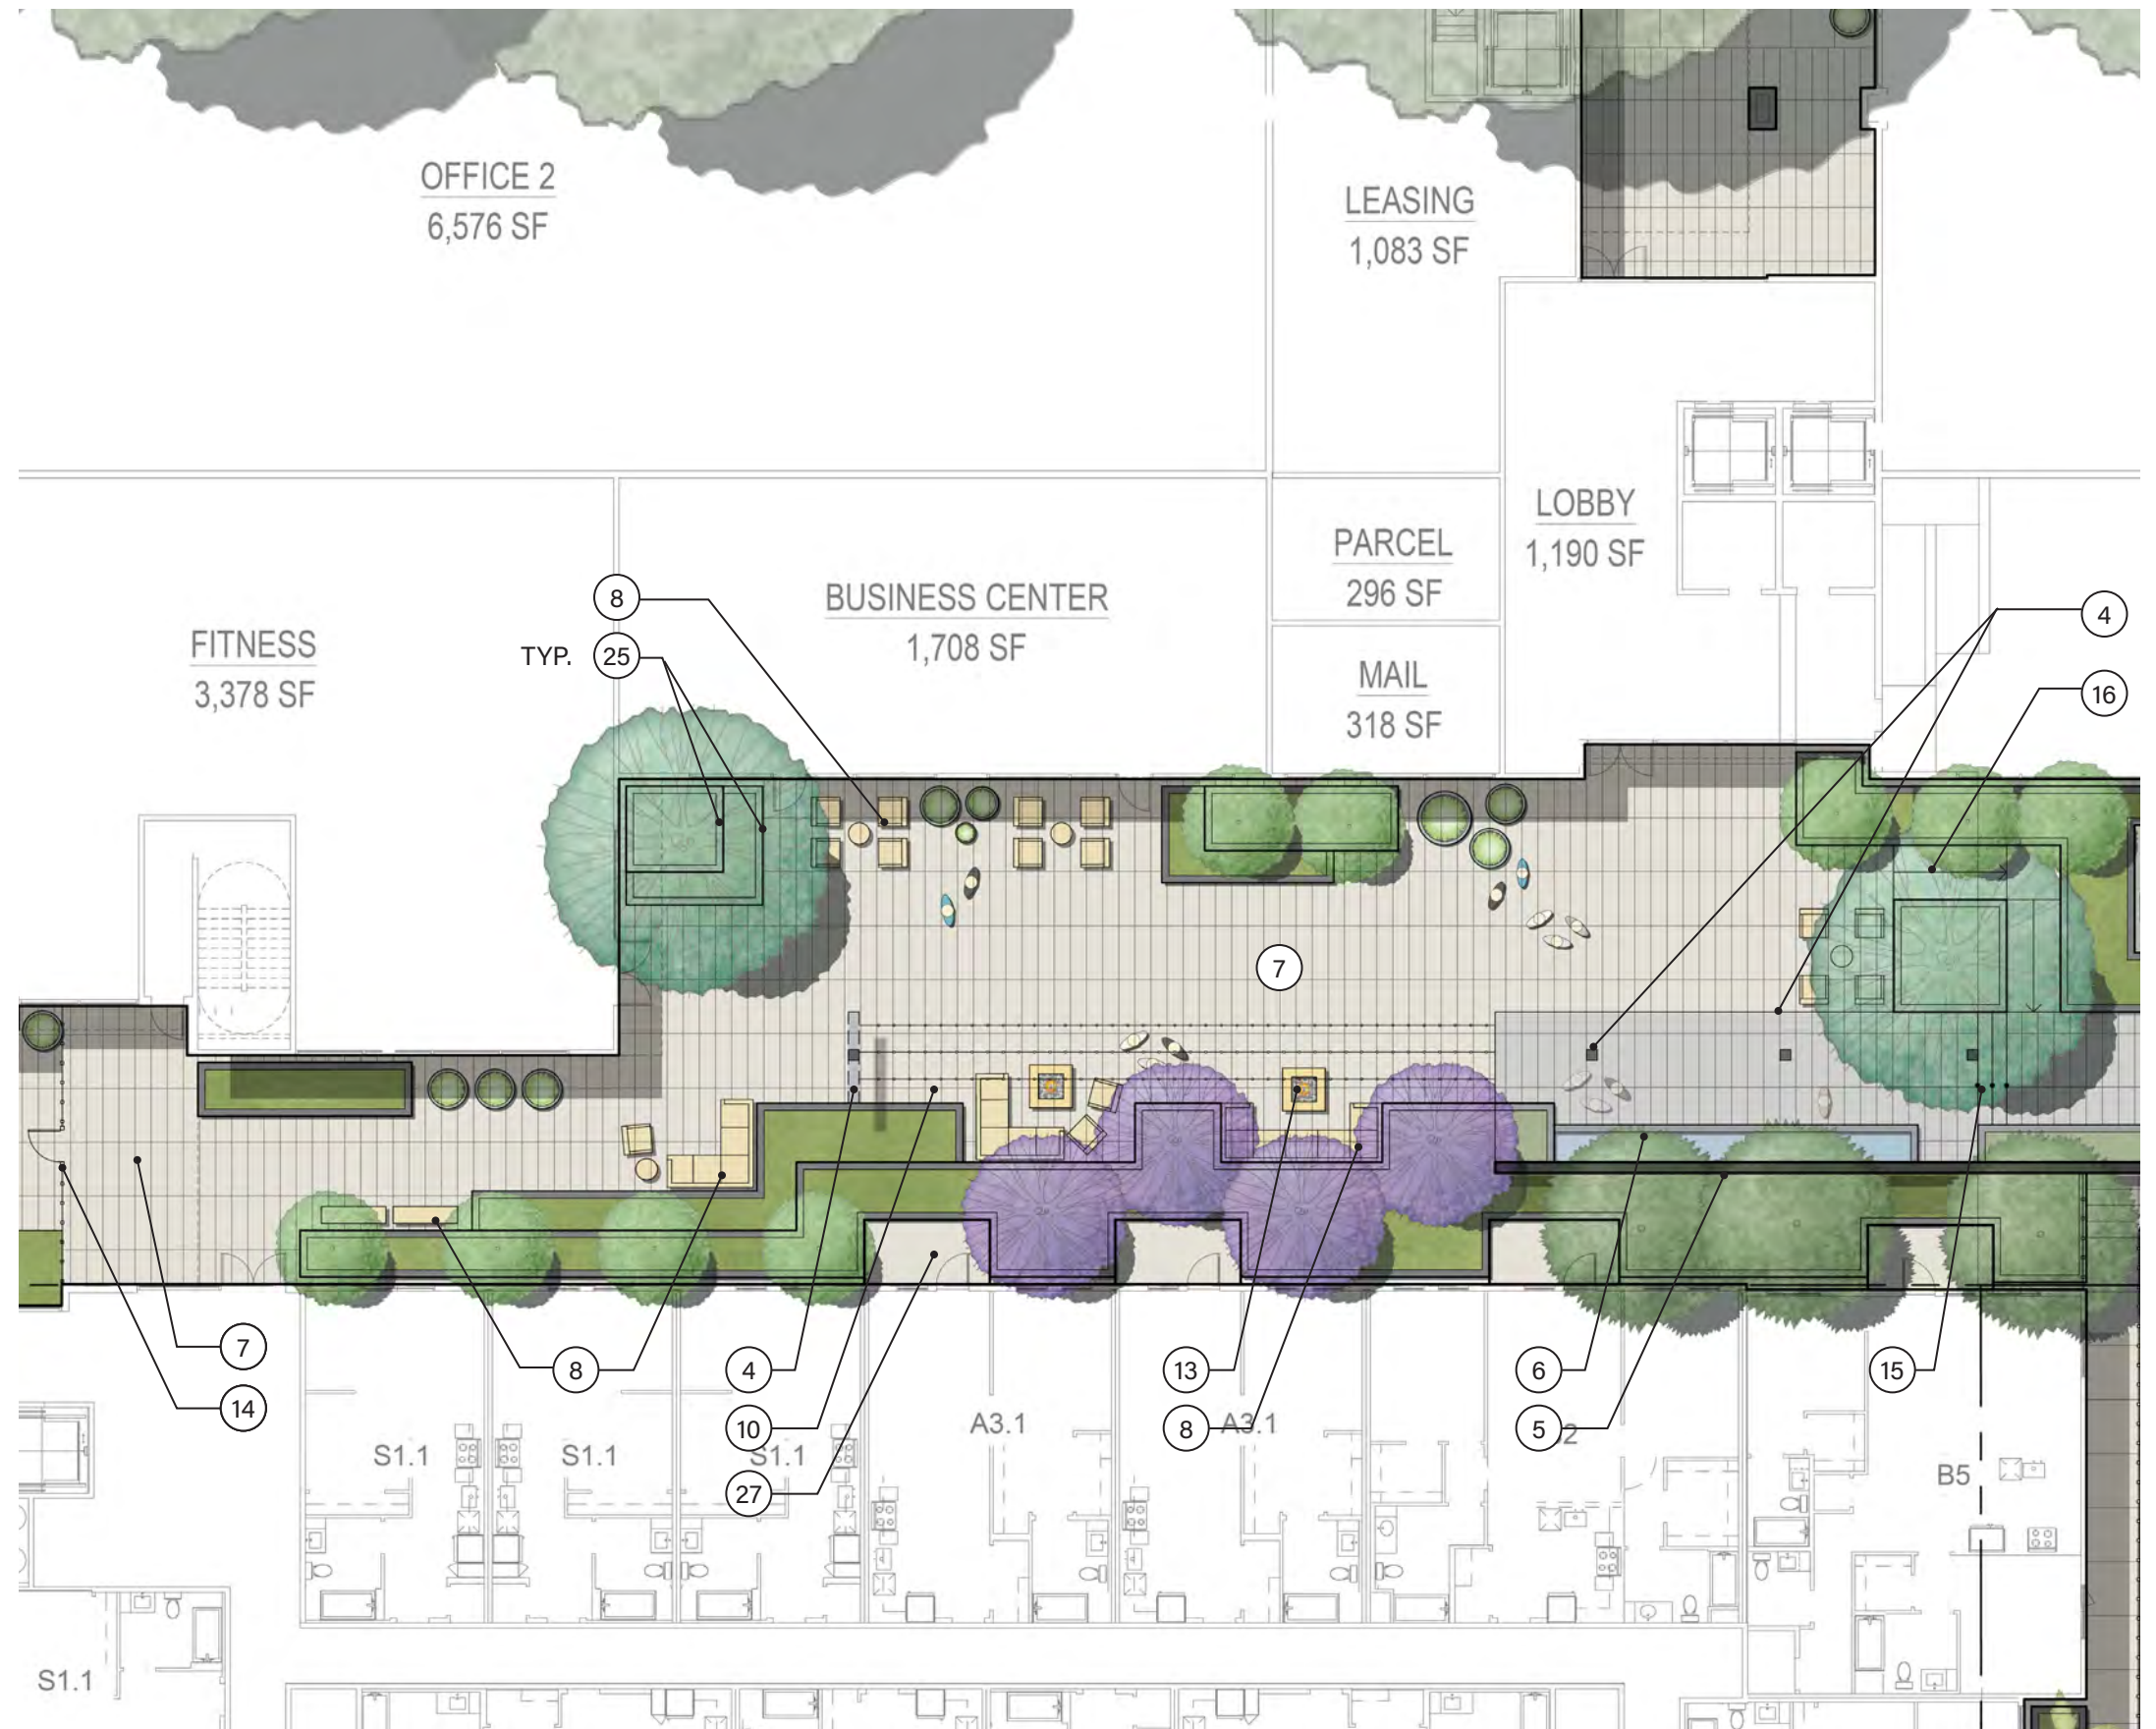 OFFICE 2
6,576 SF
LEASING
1,083 SF
LOBBY
1,190 SF
PARCEL
296 SF
BUSINESS CENTER
1,708 SF
FITNESS
3,378 SF
MAIL
318 SF
8
TYP. 25
4
16
7
7
14
8
4
10
27
13
8
6
5
15
A3.1
A3.1
S1.1
S1.1
S1.1
B5
S1.1